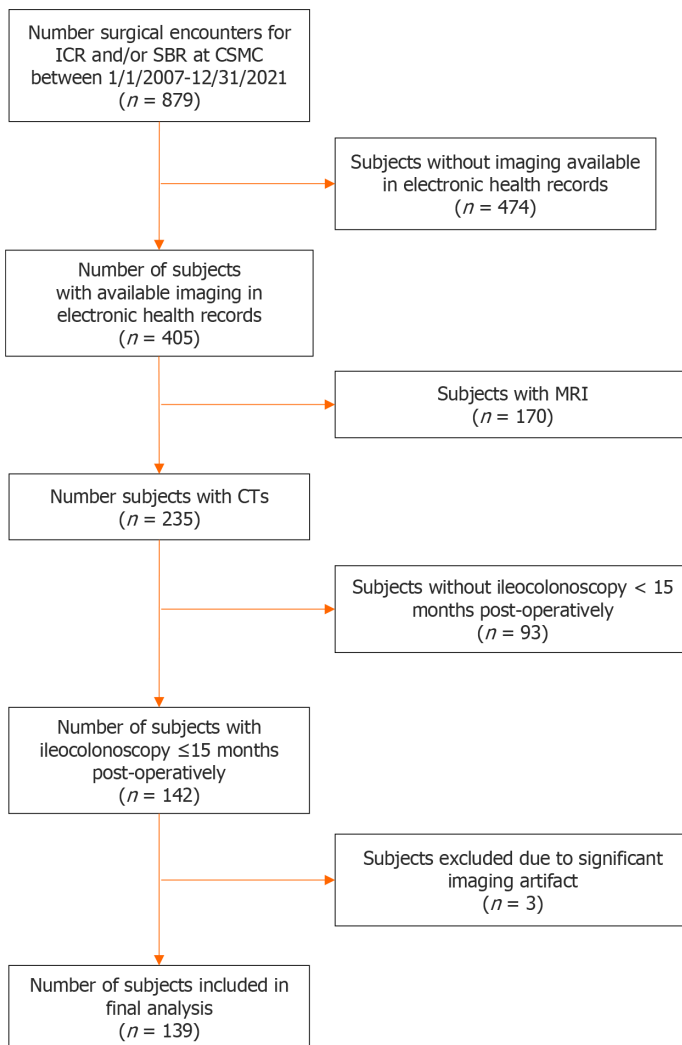 Number surgical encounters for
ICR and/or SBR at CSMC
between 1/1/2007-12/31/2021
(n = 879)
Subjects without imaging available
in electronic health records
(n = 474)
Number of subjects
with available imaging in
electronic health records
(n = 405)
Subjects with MRI
(n = 170)
Number subjects with CTs
(n = 235)
Subjects without ileocolonoscopy < 15
months post-operatively
(n = 93)
Number of subjects with
ileocolonoscopy ≤15 months
post-operatively
(n = 142)
Subjects excluded due to significant
imaging artifact
(n = 3)
Number of subjects included in
final analysis
(n = 139)